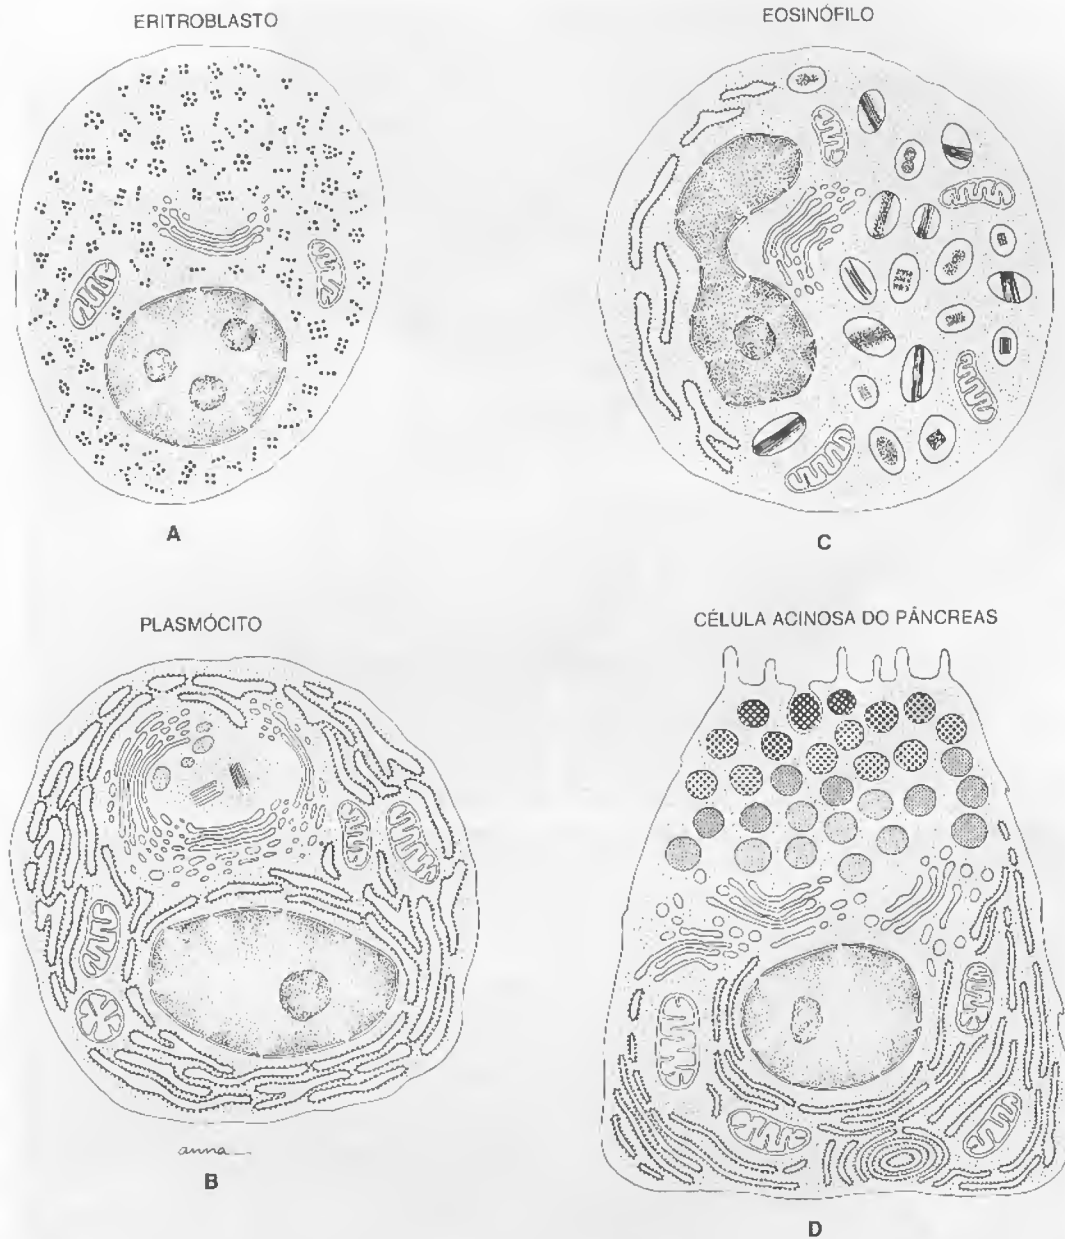 ERITROBLASTO
EOSINÓFILO
A
C
PLASMÓCITO
CÉLULA ACINOSA DO PÂNCREAS
anna
B
D